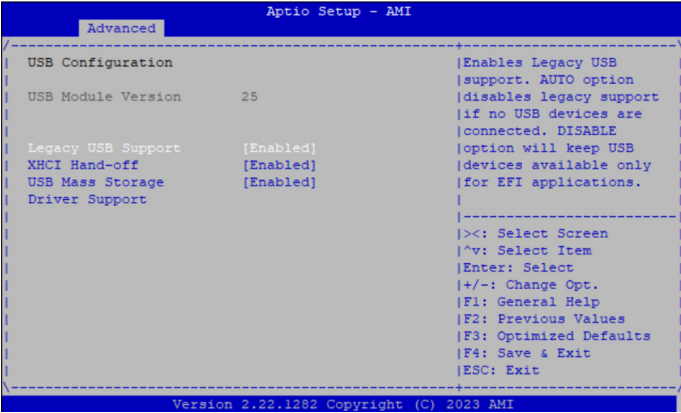 Aptio Setup - AMI
Advanced
USB Configuration
USB Module Version 25
Legacy USB Support [Enabled]
XHCI Hand-off [Enabled]
USB Mass Storage [Enabled]
Driver Support
Enables Legacy USB
support. AUTO option
disables legacy support
if no USB devices are
connected. DISABLE
option will keep USB
devices available only
for EFI applications.
><: Select Screen
^v: Select Item
Enter: Select
+/-: Change Opt.
F1: General Help
F2: Previous Values
F3: Optimized Defaults
F4: Save & Exit
ESC: Exit
Version 2.22.1282 Copyright (C) 2023 AMI